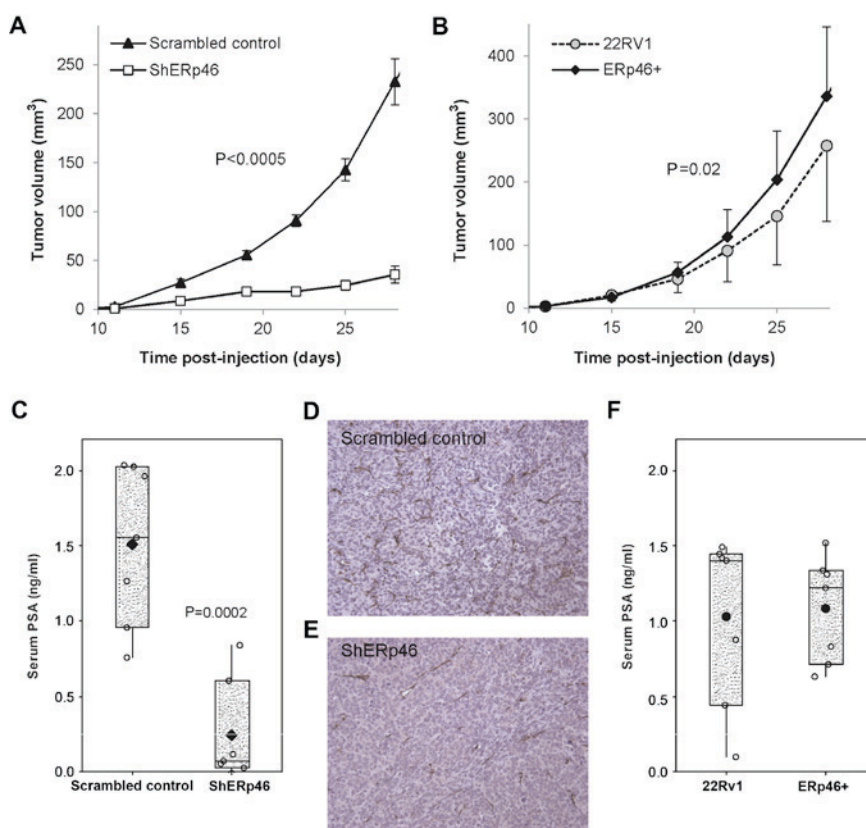 A
Scrambled control
ShERp46
250
200
150
100
50
0
P<0.0005
Tumor volume (mm3)
10 15 20 25
Time post-injection (days)
B
22RV1
ERp46+
400
300
200
100
0
P=0.02
Tumor volume (mm3)
10 15 20 25
Time post-injection (days)
C
2.0
1.5
1.0
0.5
0.0
P=0.0002
Serum PSA (ng/ml)
Scrambled control ShERp46
D
Scrambled control
E
ShERp46
F
2.0
1.5
1.0
0.5
0.0
Serum PSA (ng/ml)
22Rv1 ERp46+